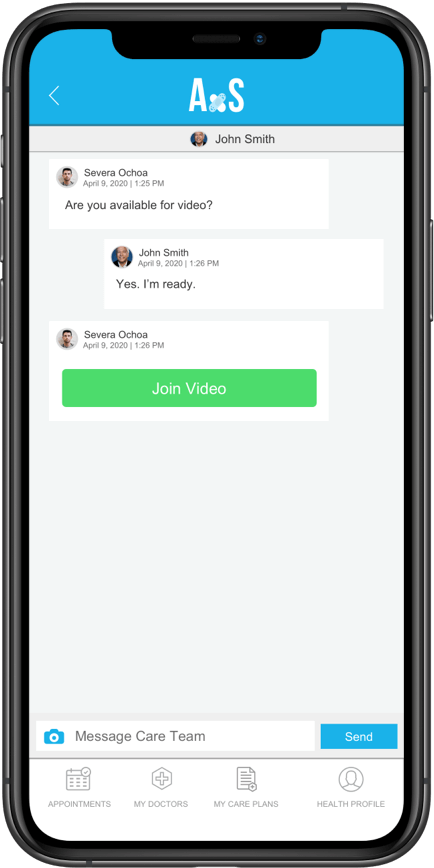 A S
John Smith
Severa Ochoa
April 9, 2020 | 1:25 PM
Are you available for video?
John Smith
April 9, 2020 | 1:26 PM
Yes. I'm ready.
Severa Ochoa
April 9, 2020 | 1:26 PM
Join Video
Message Care Team
Send
APPOINTMENTS
MY DOCTORS
MY CARE PLANS
HEALTH PROFILE